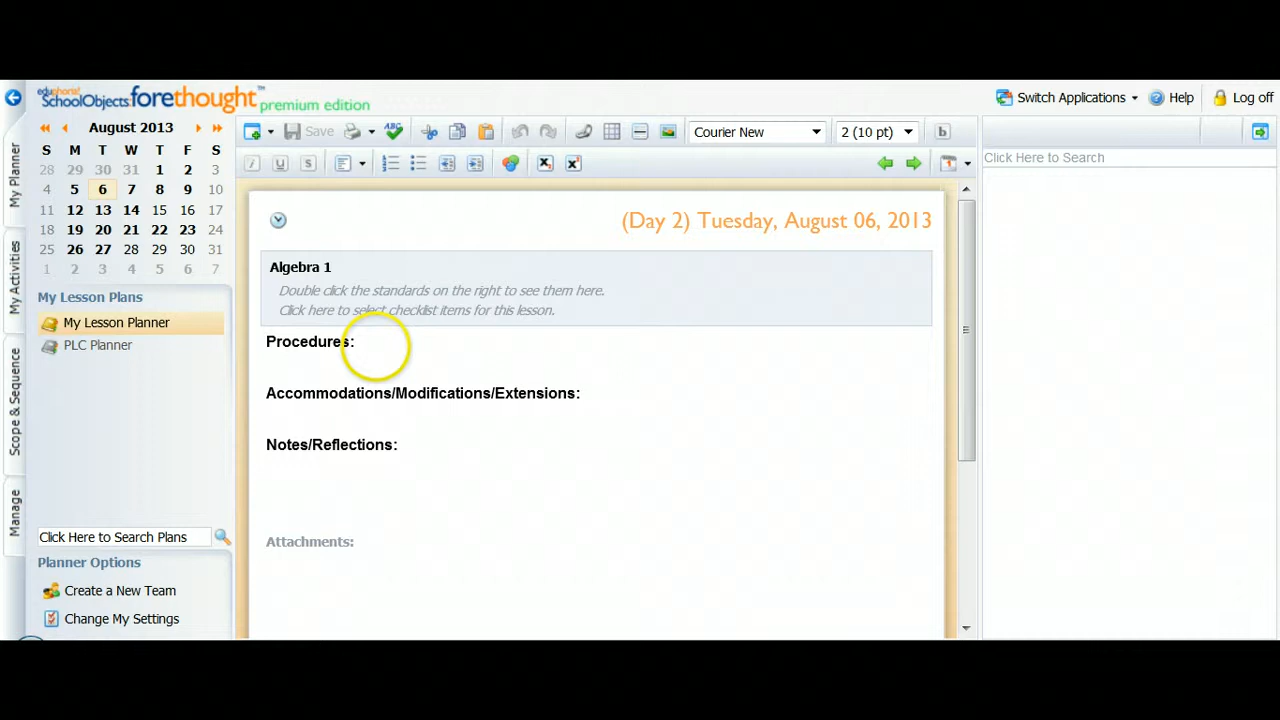 eduphoria! SchoolObjects: forethought™ premium edition
Switch Applications
Help
Log off
My Planner
My Activities
Scope & Sequence
Manage
August 2013
S M T W T F S
28 29 30 31 1 2 3
4 5 6 7 8 9 10
11 12 13 14 15 16 17
18 19 20 21 22 23 24
25 26 27 28 29 30 31
1 2 3 4 5 6 7
My Lesson Plans
My Lesson Planner
PLC Planner
Click Here to Search Plans
Planner Options
Create a New Team
Change My Settings
Save
Courier New
2 (10 pt)
b
I U S
Click Here to Search
(Day 2) Tuesday, August 06, 2013
Algebra 1
Double click the standards on the right to see them here.
Click here to select checklist items for this lesson.
Procedures:
Accommodations/Modifications/Extensions:
Notes/Reflections:
Attachments: